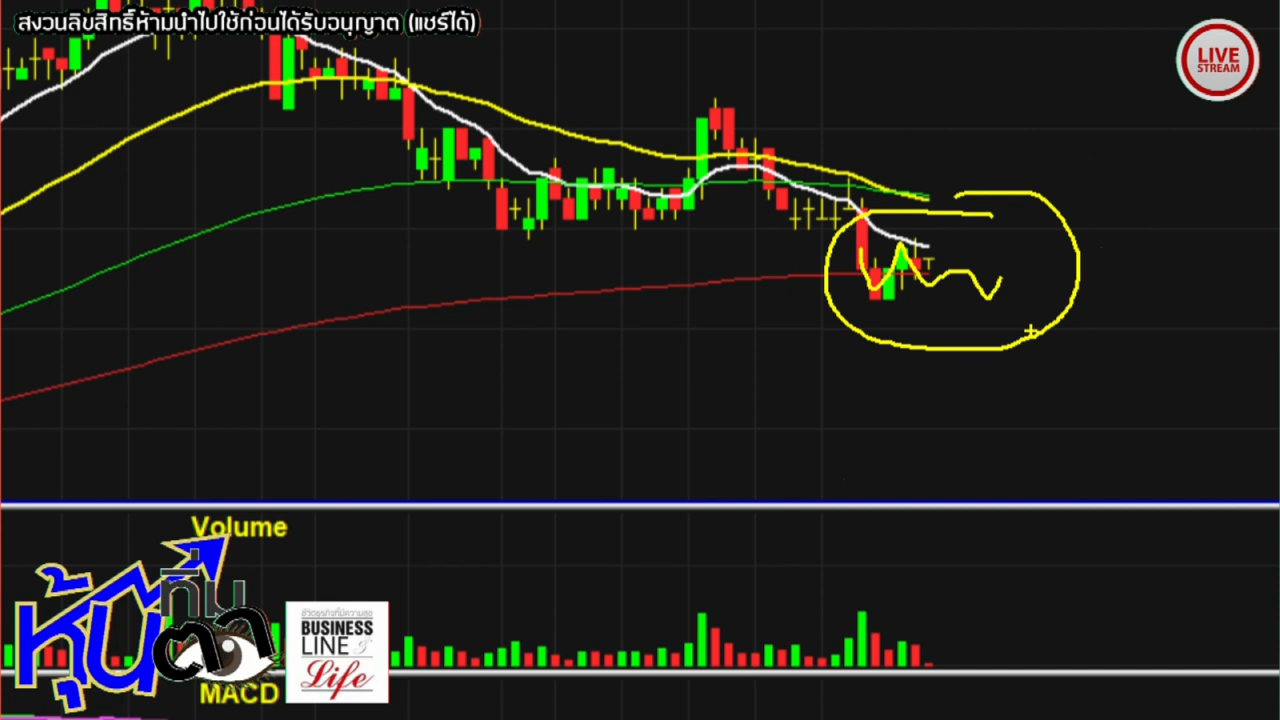 สงวนลิขสิทธิ์ห้ามนำไปใช้ก่อนได้รับอนุญาต (แชร์ได้)
LIVE
STREAM
Volume
หุ้น
ทิ่ม
ตา
BUSINESS
LINE &
Life
MACD